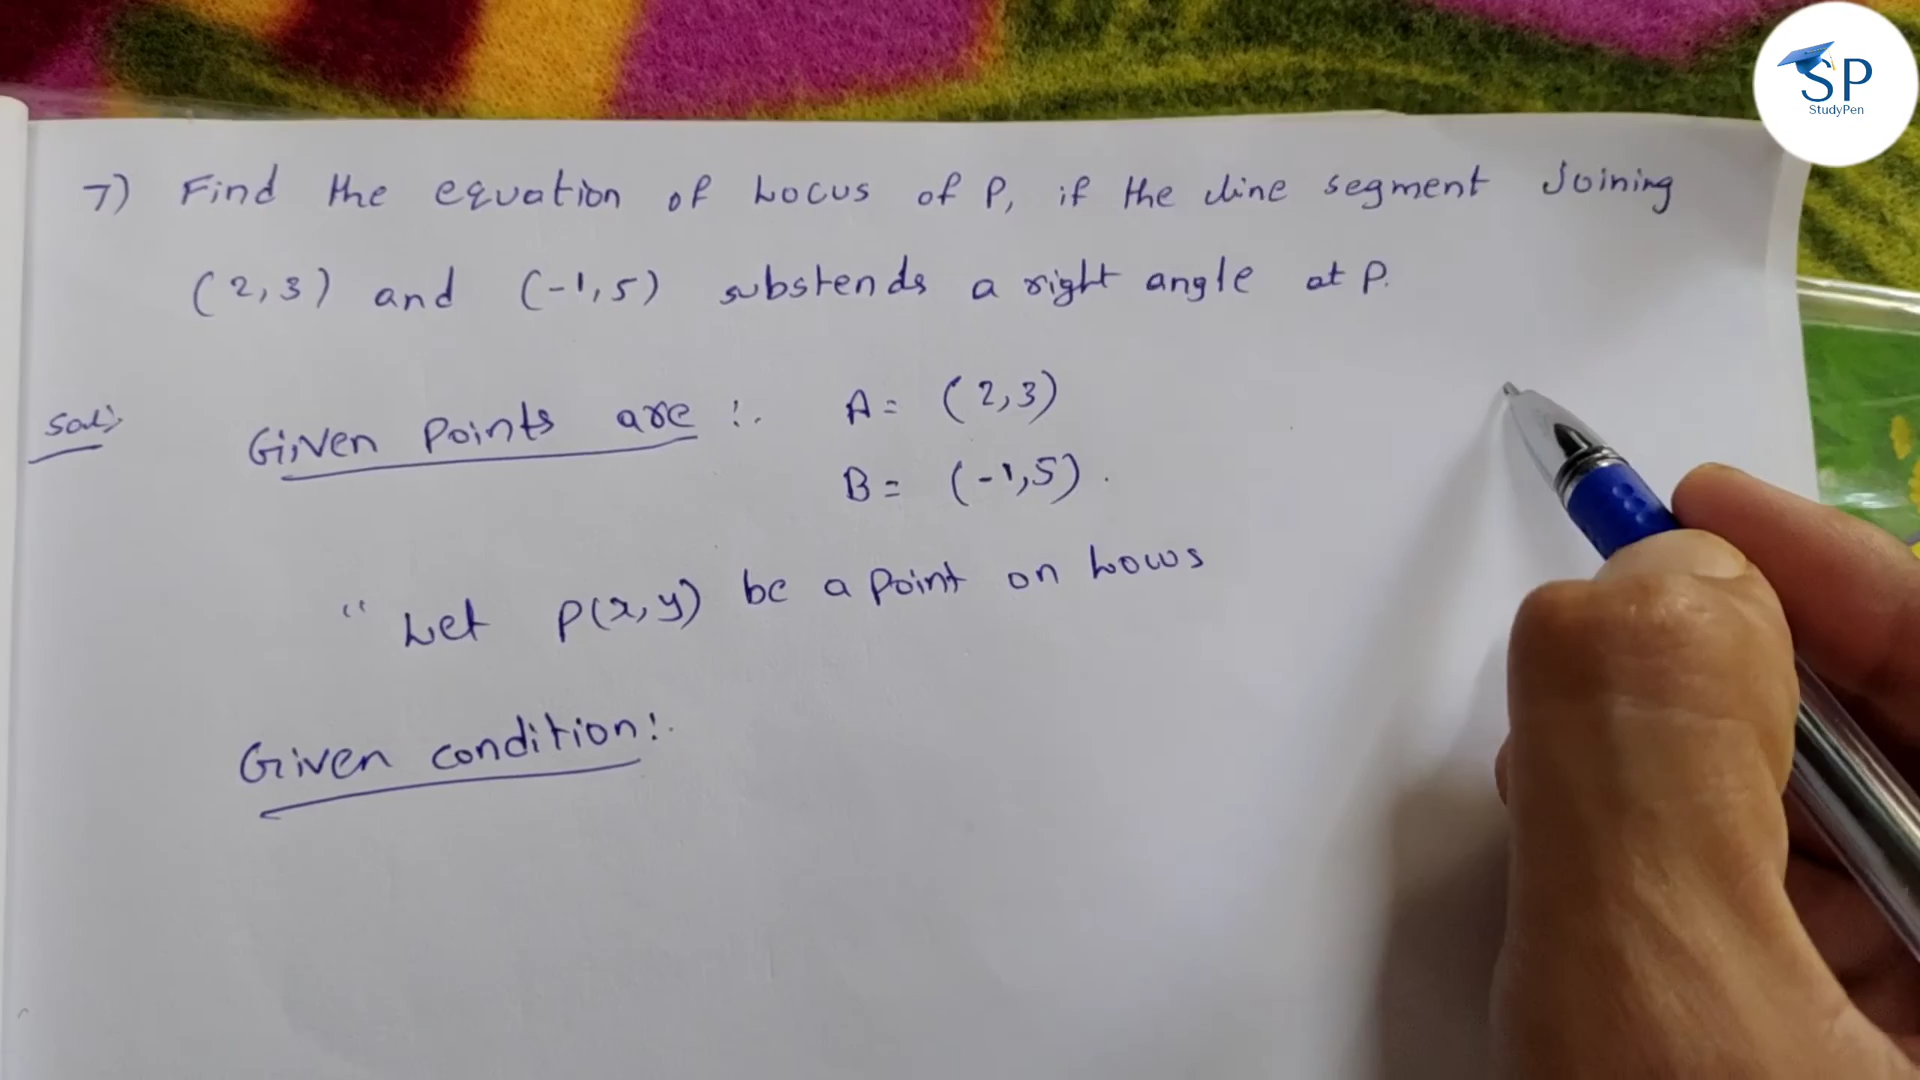 SP
StudyPen
7) Find the equation of Locus of P, if the line segment Joining
(2,3) and (-1,5) substends a right angle at P.
Sol:
Given Points are :. A = (2,3)
B = (-1,5).
" Let P(x,y) be a Point on Locus
Given condition:.